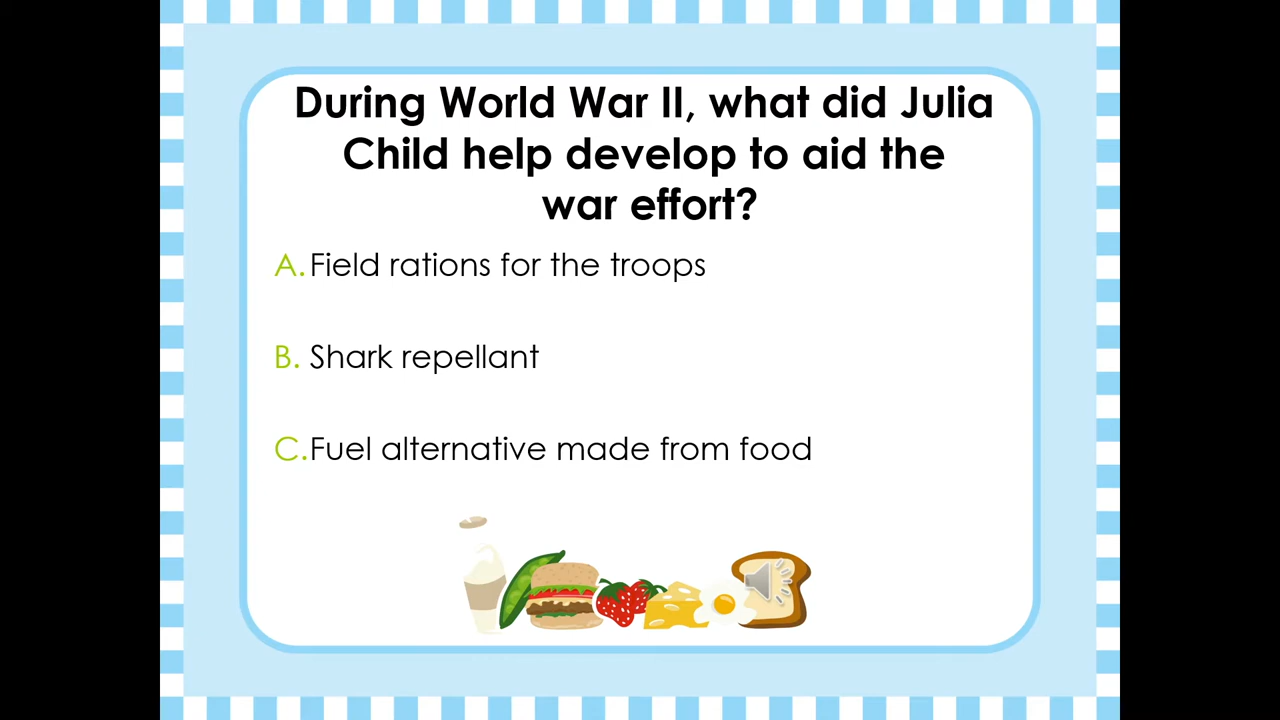 During World War II, what did Julia
Child help develop to aid the
war effort?
A. Field rations for the troops
B. Shark repellant
C. Fuel alternative made from food